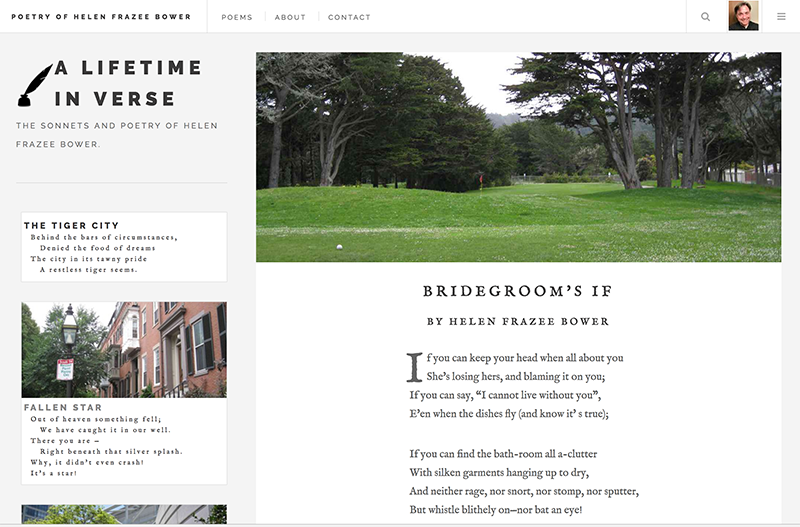 POETRY OF HELEN FRAZEE BOWER
POEMS
ABOUT
CONTACT
A LIFETIME
IN VERSE
THE SONNETS AND POETRY OF HELEN
FRAZEE BOWER.
THE TIGER CITY
Behind the bars of circumstances,
Denied the food of dreams
The city in its tawny pride
A restless tiger seems.
FALLEN STAR
Out of heaven something fell;
We have caught it in our well.
There you are –
Right beneath that silver splash.
Why, it didn't even crash!
It's a star!
BRIDEGROOM'S IF
BY HELEN FRAZEE BOWER
If you can keep your head when all about you
She's losing hers, and blaming it on you;
If you can say, “I cannot live without you”,
E'en when the dishes fly (and know it' s true);
If you can find the bath-room all a-clutter
With silken garments hanging up to dry,
And neither rage, nor snort, nor stomp, nor sputter,
But whistle blithely on—nor bat an eye!